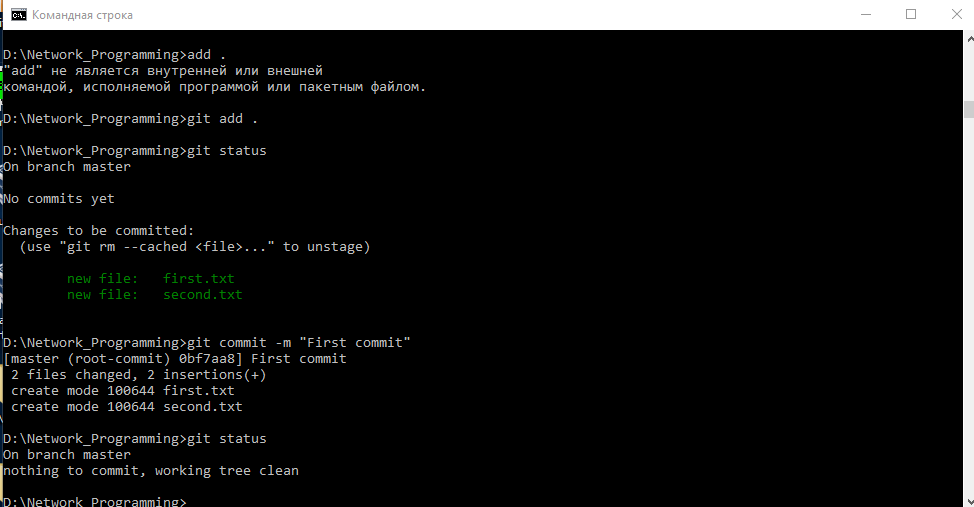 Командная строка
D:\Network_Programming>add .
"add" не является внутренней или внешней
командой, исполняемой программой или пакетным файлом.
D:\Network_Programming>git add .
D:\Network_Programming>git status
On branch master
No commits yet
Changes to be committed:
  (use "git rm --cached <file>..." to unstage)
        new file:   first.txt
        new file:   second.txt
D:\Network_Programming>git commit -m "First commit"
[master (root-commit) 0bf7aa8] First commit
 2 files changed, 2 insertions(+)
 create mode 100644 first.txt
 create mode 100644 second.txt
D:\Network_Programming>git status
On branch master
nothing to commit, working tree clean
D:\Network_Programming>